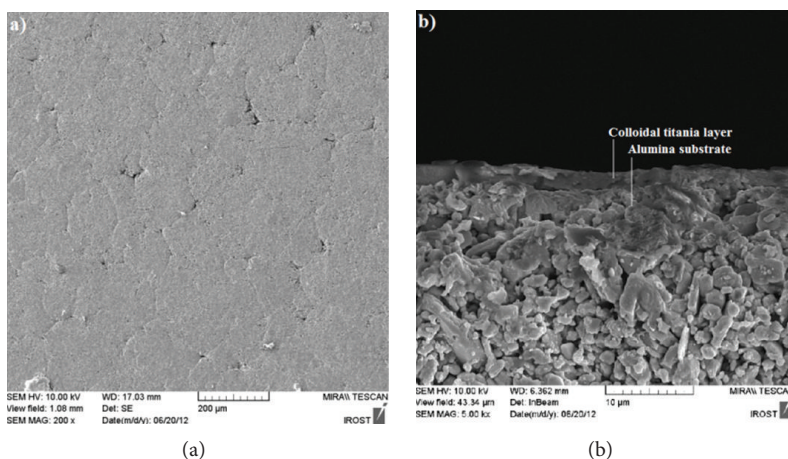 a)
SEM HV: 10.00 kV WD: 17.03 mm MIRA\\ TESCAN
View field: 1.08 mm Det: SE 200 µm
SEM MAG: 200 x Date(m/d/y): 06/20/12 IROST
(a)
b)
Colloidal titania layer
Alumina substrate
SEM HV: 10.00 kV WD: 6.362 mm MIRA\\ TESCAN
View field: 43.34 µm Det: InBeam 10 µm
SEM MAG: 5.00 kx Date(m/d/y): 06/20/12 IROST
(b)